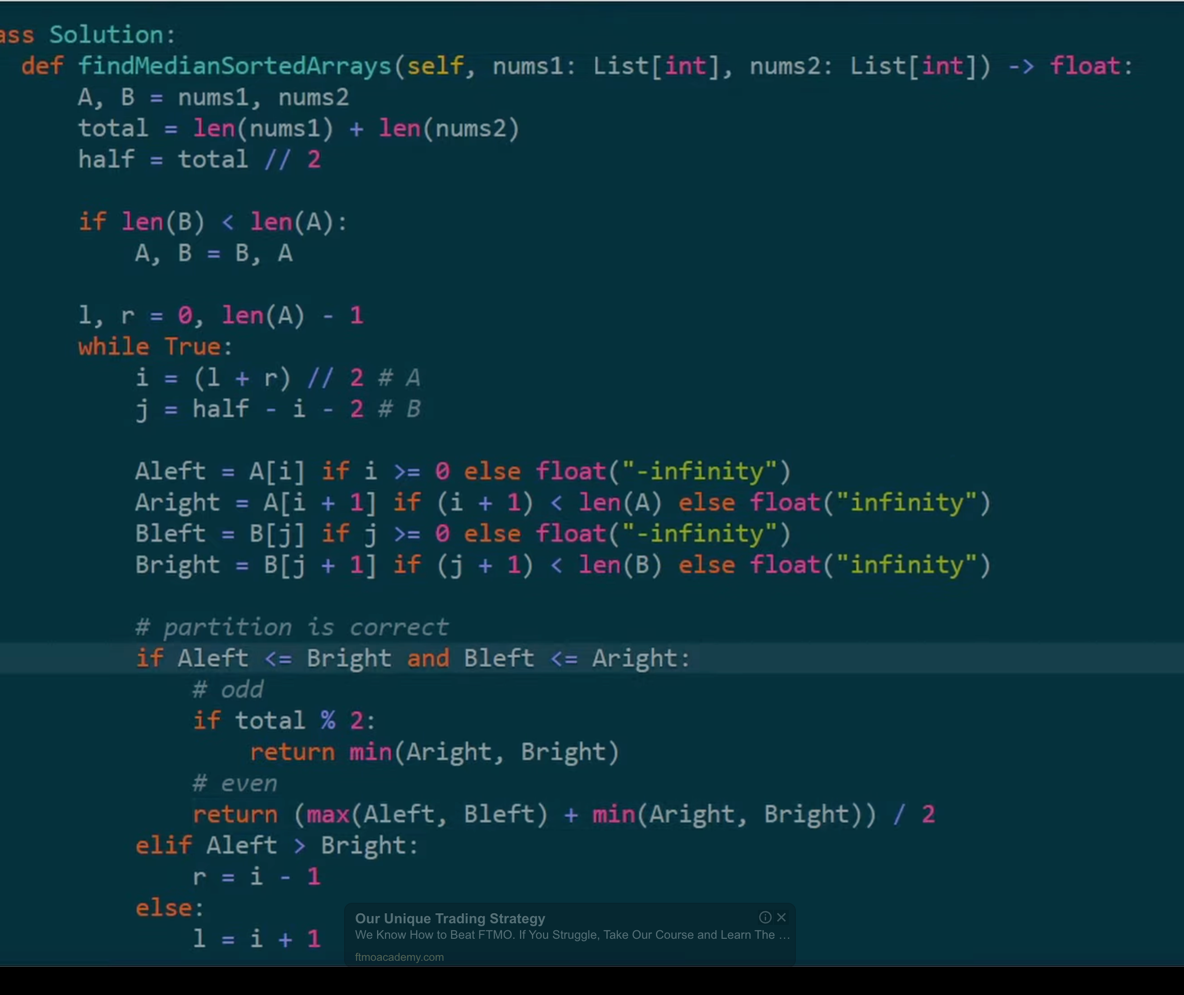 ass Solution:
def findMedianSortedArrays(self, nums1: List[int], nums2: List[int]) -> float:
A, B = nums1, nums2
total = len(nums1) + len(nums2)
half = total // 2
if len(B) < len(A):
A, B = B, A
l, r = 0, len(A) - 1
while True:
i = (l + r) // 2 # A
j = half - i - 2 # B
Aleft = A[i] if i >= 0 else float("-infinity")
Aright = A[i + 1] if (i + 1) < len(A) else float("infinity")
Bleft = B[j] if j >= 0 else float("-infinity")
Bright = B[j + 1] if (j + 1) < len(B) else float("infinity")
# partition is correct
if Aleft <= Bright and Bleft <= Aright:
# odd
if total % 2:
return min(Aright, Bright)
# even
return (max(Aleft, Bleft) + min(Aright, Bright)) / 2
elif Aleft > Bright:
r = i - 1
else:
l = i + 1
Our Unique Trading Strategy
We Know How to Beat FTMO. If You Struggle, Take Our Course and Learn The ...
ftmoacademy.com